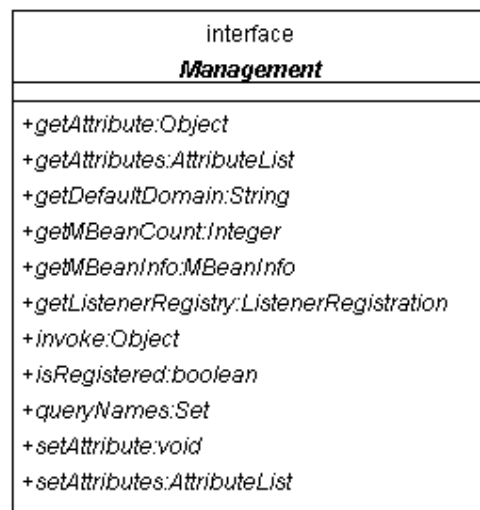 interface
Management
+getAttribute:Object
+getAttributes:AttributeList
+getDefaultDomain:String
+getMBeanCount:Integer
+getMBeanInfo:MBeanInfo
+getListenerRegistry:ListenerRegistration
+invoke:Object
+isRegistered:boolean
+queryNames:Set
+setAttribute:void
+setAttributes:AttributeList